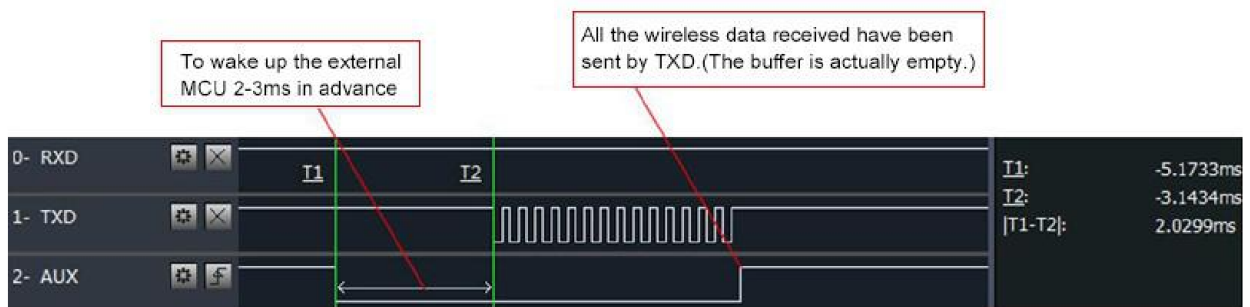 To wake up the external
MCU 2-3ms in advance
All the wireless data received have been
sent by TXD.(The buffer is actually empty.)
0- RXD
T1
T2
1- TXD
2- AUX
T1: -5.1733ms
T2: -3.1434ms
|T1-T2|: 2.0299ms